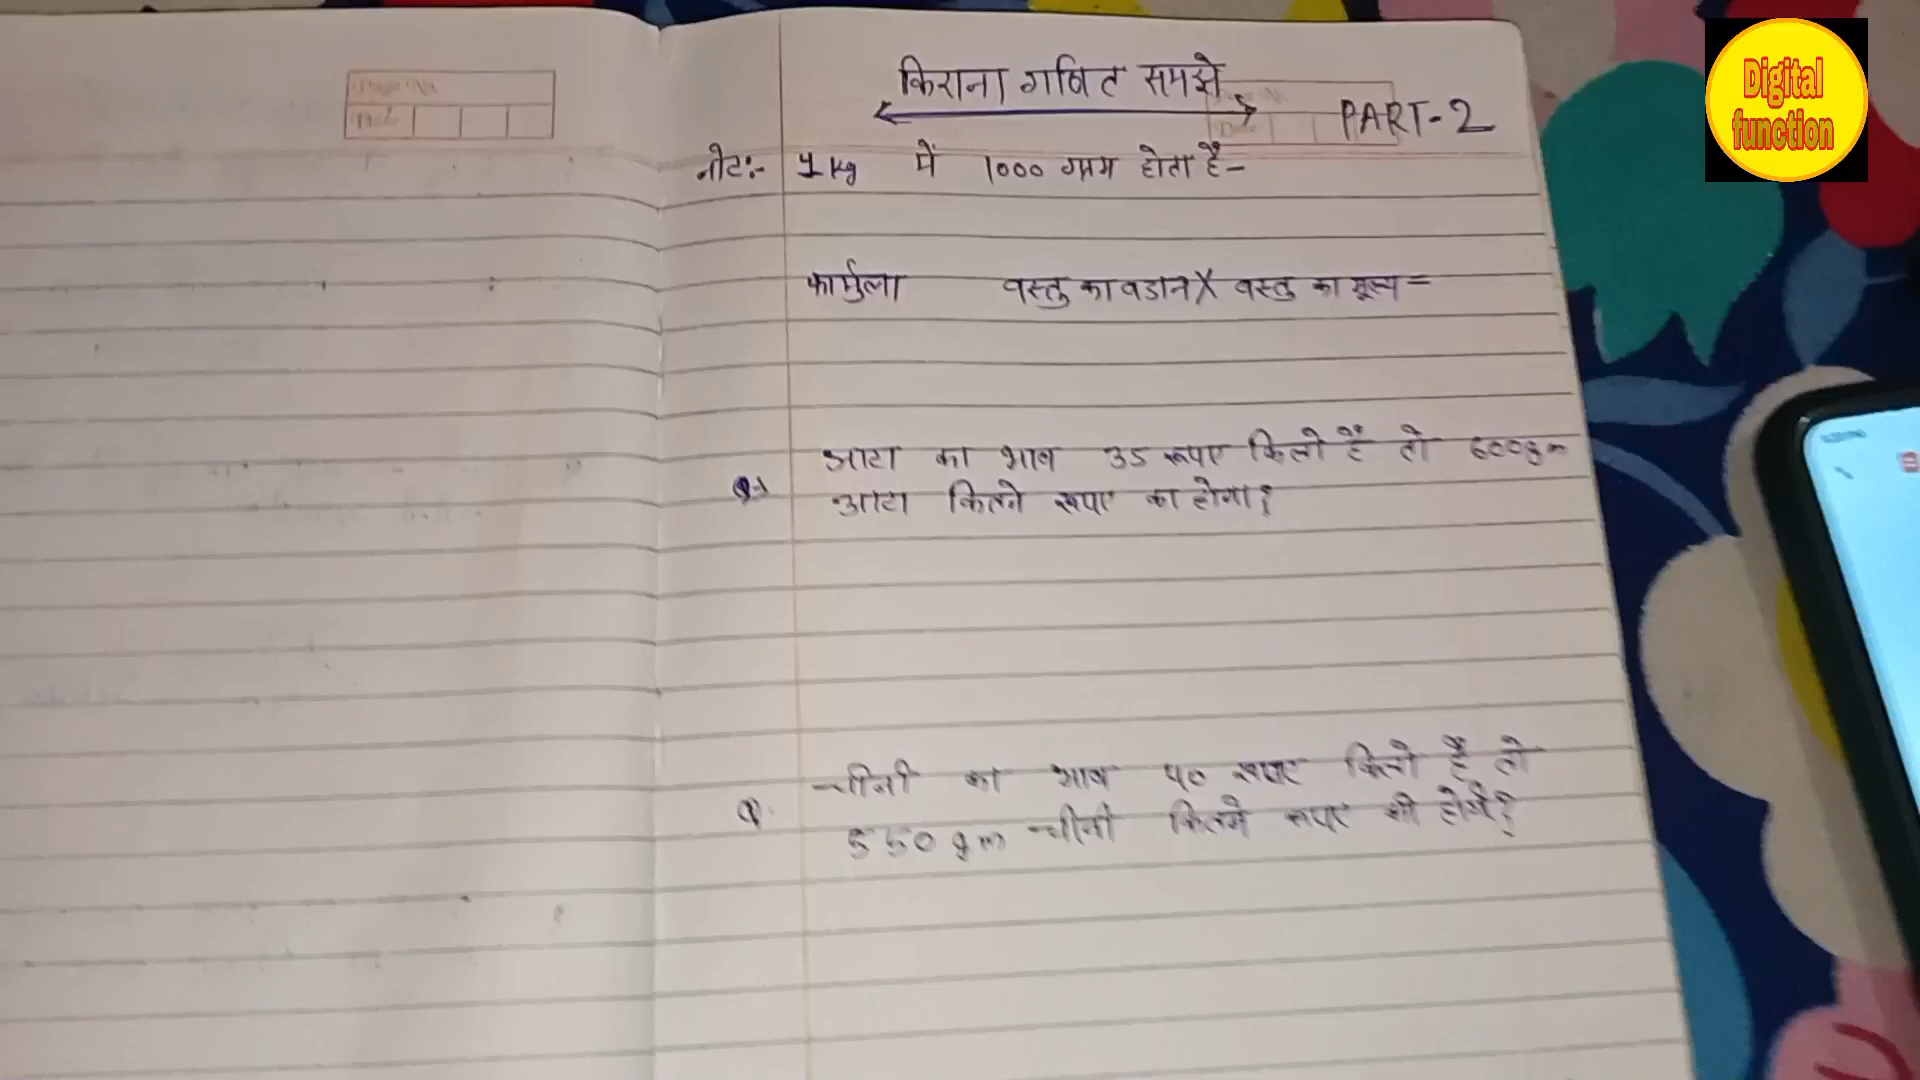 किराना गणित समझे
PART-2
नोट:- 1 kg में 1000 ग्राम होता है-
फार्मुला वस्तु का वजन X वस्तु का मूल्य =
आटा का भाव 35 रूपए किलो है तो 600gm
Q-1
आटा कितने रूपए का होगा?
चीनी का भाव 40 रूपए किलो है तो
Q.
550 gm चीनी कितने रूपए की होगी?
Digital
function